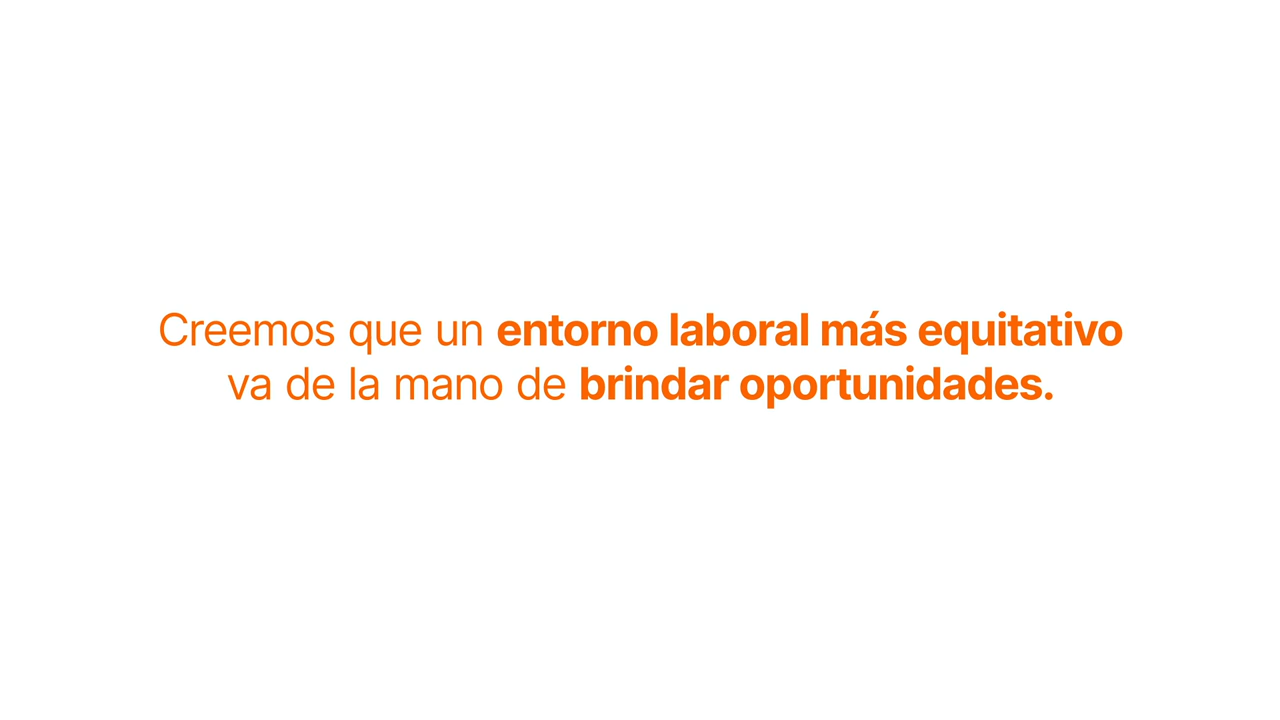 Creemos que un entorno laboral más equitativo
va de la mano de brindar oportunidades.